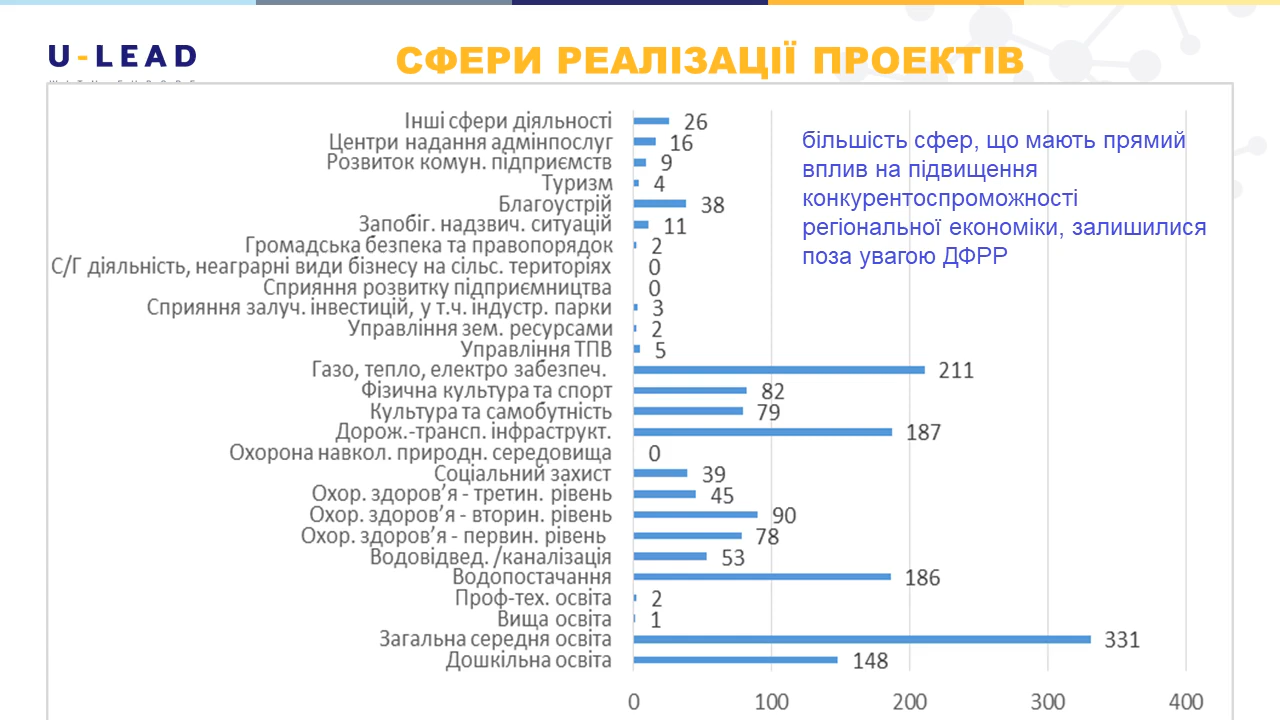 U-LEAD
СФЕРИ РЕАЛІЗАЦІЇ ПРОЕКТІВ
Інші сфери діяльності 26
Центри надання адмінпослуг 16
Розвиток комун. підприємств 9
Туризм 4
Благоустрій 38
Запобіг. надзвич. ситуацій 11
Громадська безпека та правопорядок 2
С/Г діяльність, неаграрні види бізнесу на сільс. територіях 0
Сприяння розвитку підприємництва 0
Сприяння залуч. інвестицій, у т.ч. індустр. парки 3
Управління зем. ресурсами 2
Управління ТПВ 5
Газо, тепло, електро забезпеч. 211
Фізична культура та спорт 82
Культура та самобутність 79
Дорож.-трансп. інфраструкт. 187
Охорона навкол. природн. середовища 0
Соціальний захист 39
Охор. здоров’я - третин. рівень 45
Охор. здоров’я - вторин. рівень 90
Охор. здоров’я - первин. рівень 78
Водовідвед. /каналізація 53
Водопостачання 186
Проф-тех. освіта 2
Вища освіта 1
Загальна середня освіта 331
Дошкільна освіта 148
0 100 200 300 400
більшість сфер, що мають прямий
вплив на підвищення
конкурентоспроможності
регіональної економіки, залишилися
поза увагою ДФРР